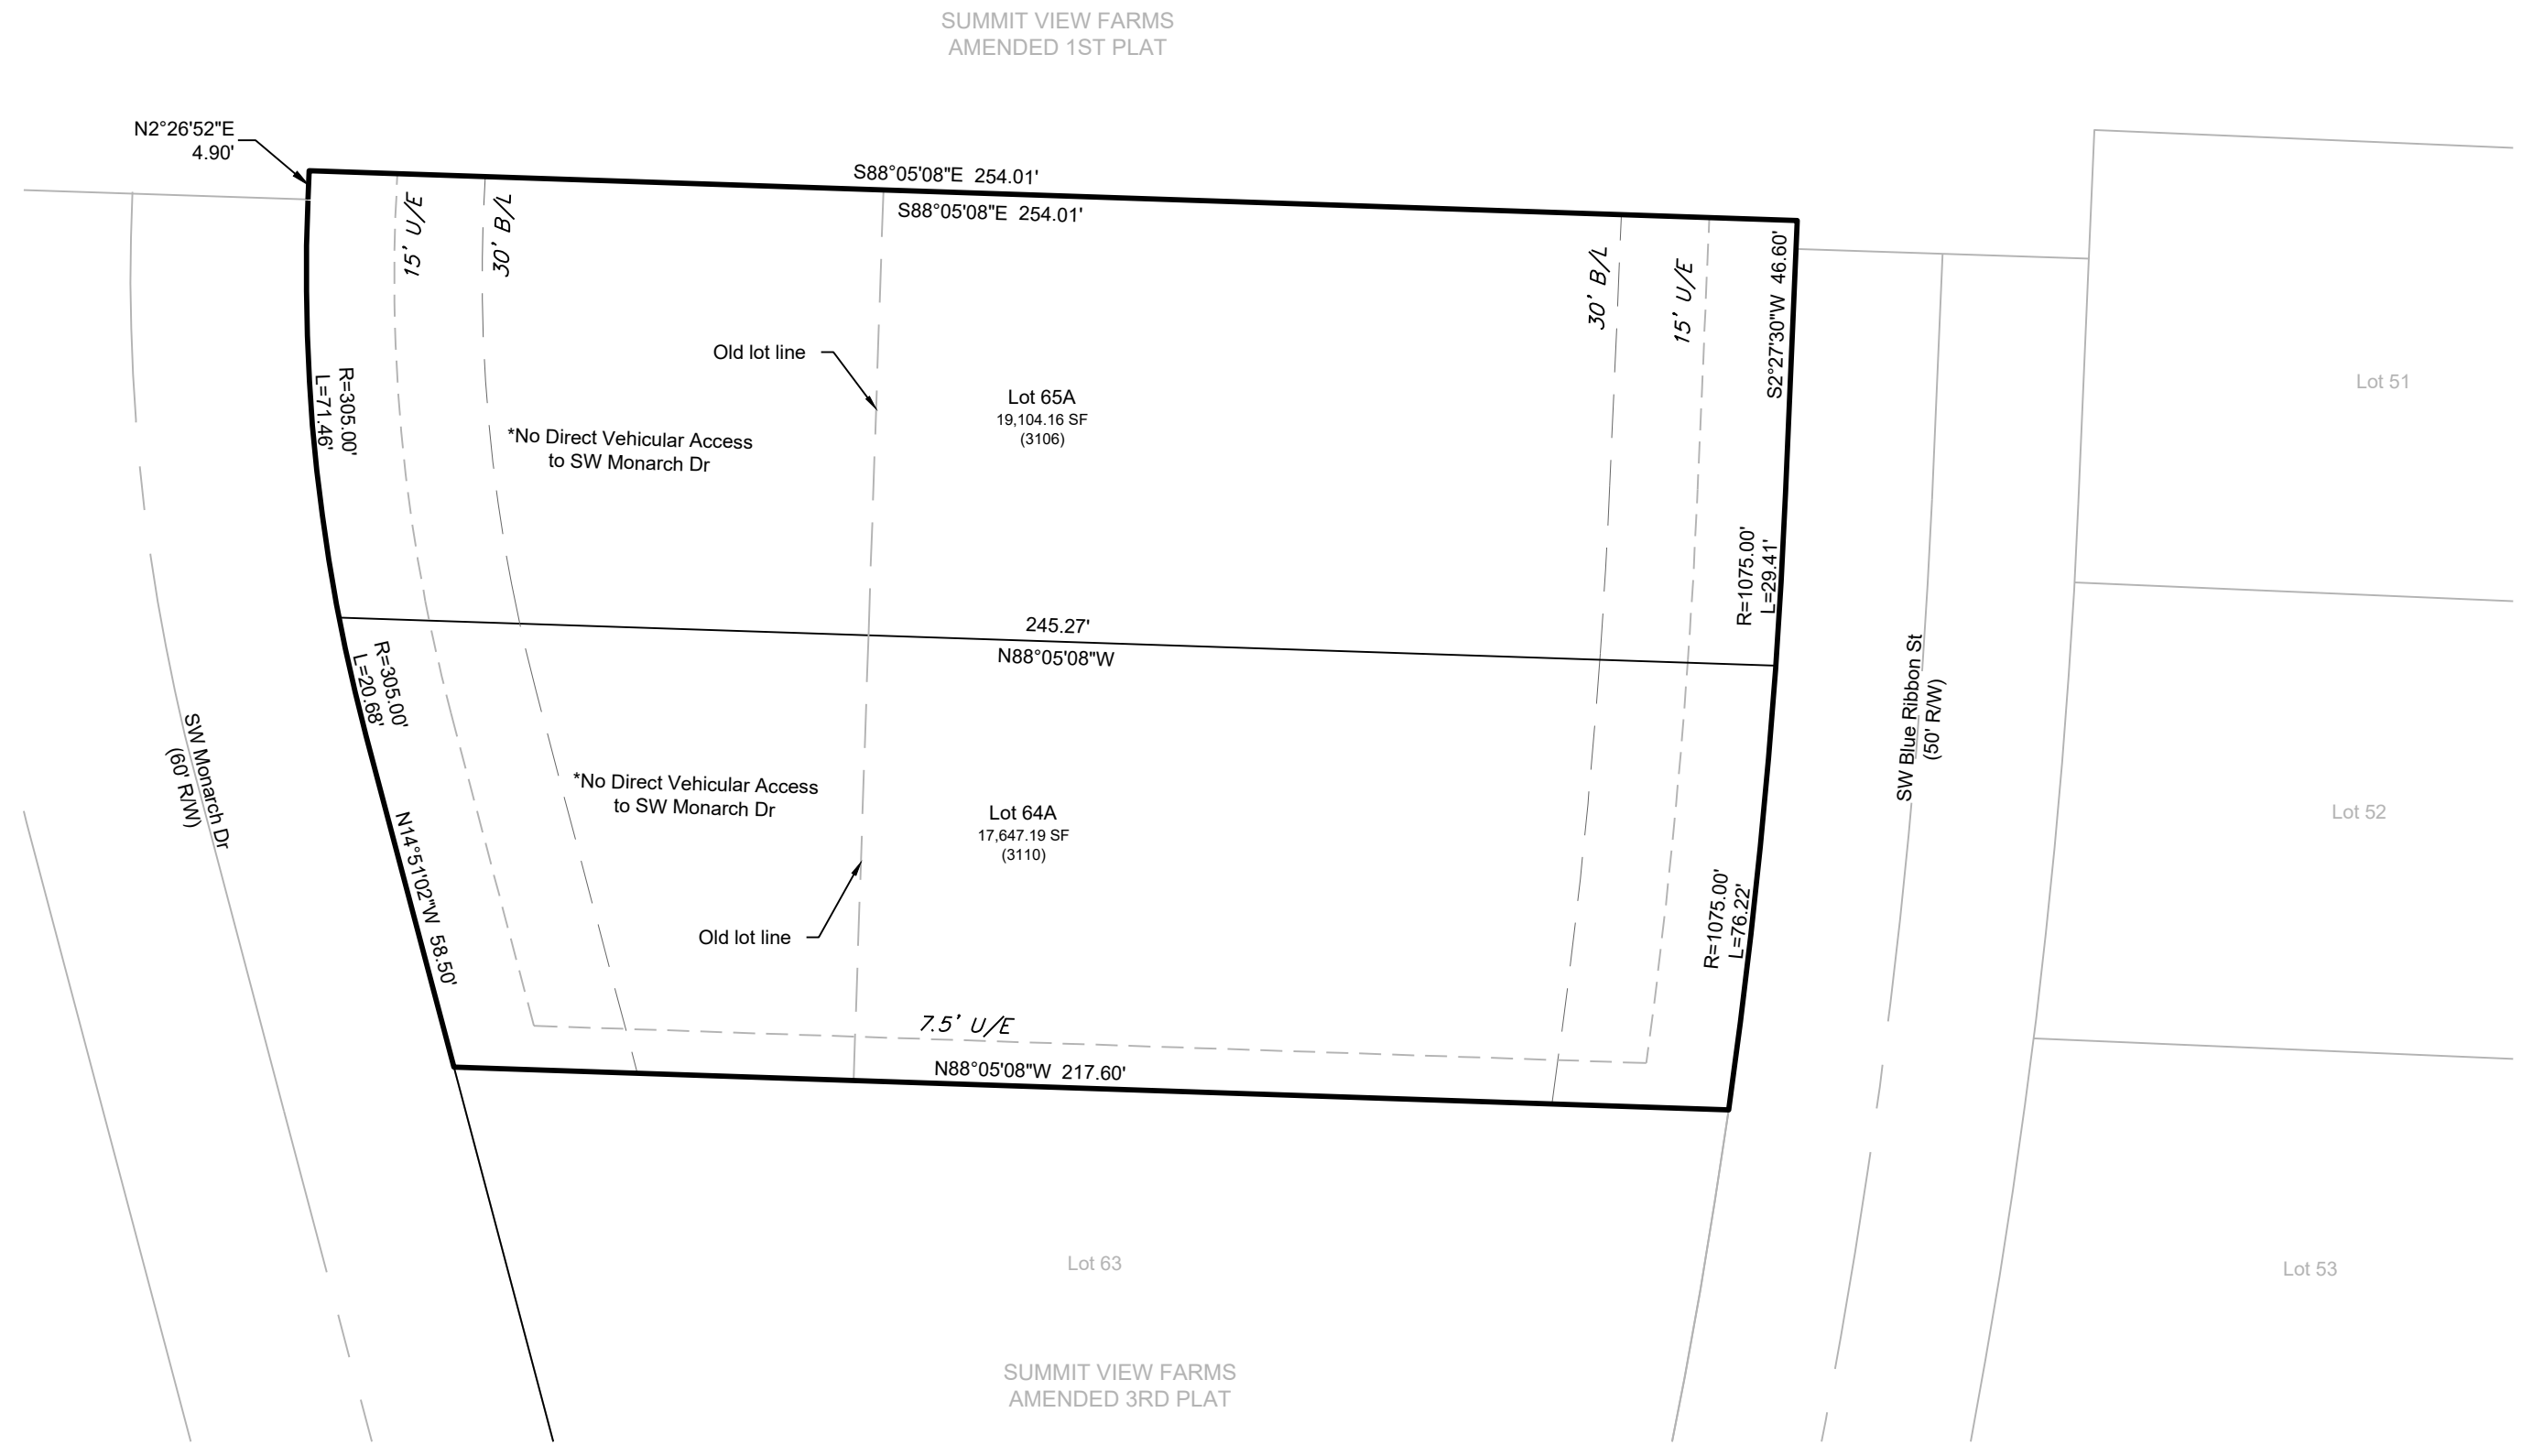 SUMMIT VIEW FARMS
AMENDED 1ST PLAT
N2°26'52"E
4.90'
S88°05'08"E 254.01'
S88°05'08"E 254.01'
15' U/E
30' B/L
30' B/L
15' U/E
S2°27'30"W 46.60'
Old lot line
R=305.00'
L=71.46'
Lot 65A
19,104.16 SF
(3106)
Lot 51
*No Direct Vehicular Access
to SW Monarch Dr
R=1075.00'
L=29.41'
245.27'
N88°05'08"W
R=305.00'
L=20.68'
SW Monarch Dr
(60' R/W)
SW Blue Ribbon St
(50' R/W)
*No Direct Vehicular Access
to SW Monarch Dr
Lot 64A
17,647.19 SF
(3110)
Lot 52
N14°51'02"W 58.50'
R=1075.00'
L=76.22'
Old lot line
7.5' U/E
N88°05'08"W 217.60'
Lot 63
Lot 53
SUMMIT VIEW FARMS
AMENDED 3RD PLAT